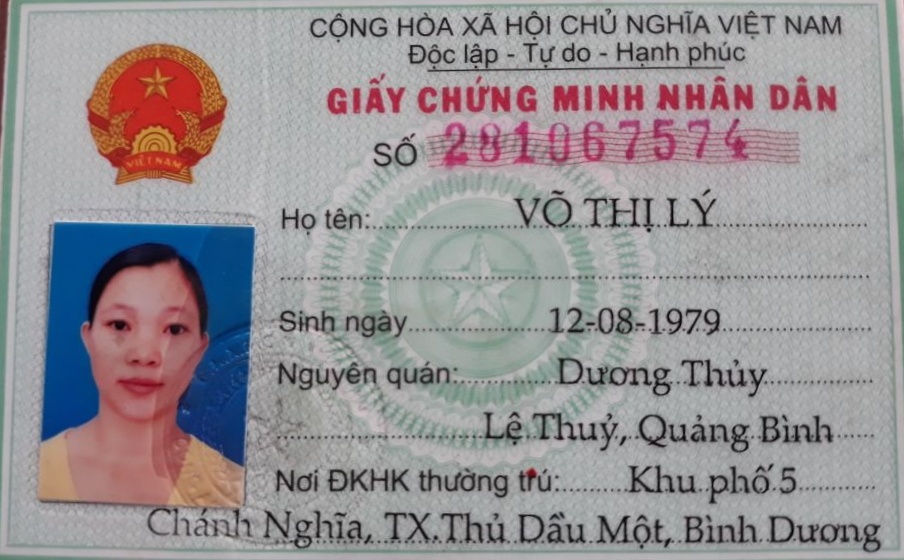 CỘNG HÒA XÃ HỘI CHỦ NGHĨA VIỆT NAM
Độc lập - Tự do - Hạnh phúc
GIẤY CHỨNG MINH NHÂN DÂN
SỐ 281067574
VIỆT NAM
Họ tên: VÕ THỊ LÝ
Sinh ngày 12-08-1979
Nguyên quán: Dương Thủy
Lệ Thuỷ, Quảng Bình
Nơi ĐKHK thường trú: Khu phố 5
Chánh Nghĩa, TX.Thủ Dầu Một, Bình Dương